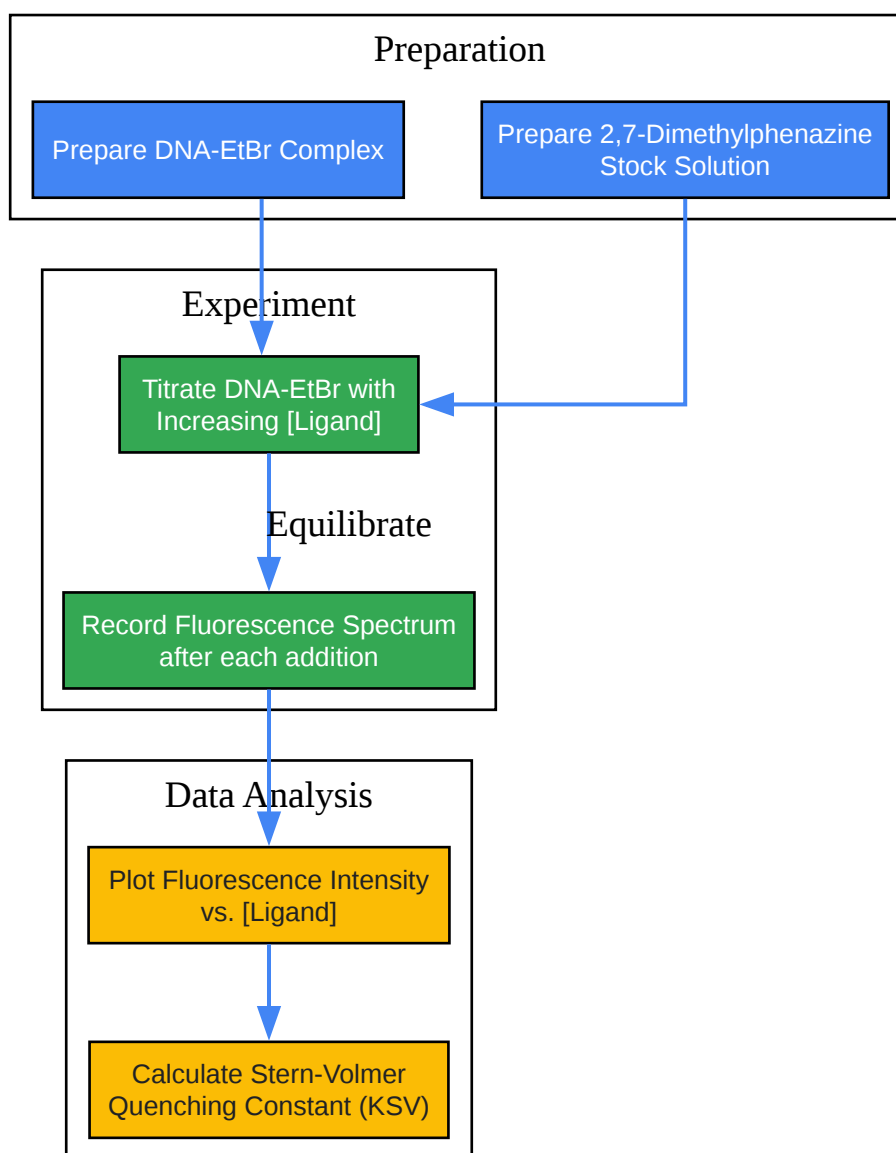 Preparation
Prepare DNA-EtBr Complex
Prepare 2,7-Dimethylphenazine
Stock Solution
Experiment
Titrate DNA-EtBr with
Increasing [Ligand]
Equilibrate
Record Fluorescence Spectrum
after each addition
Data Analysis
Plot Fluorescence Intensity
vs. [Ligand]
Calculate Stern-Volmer
Quenching Constant (KSV)